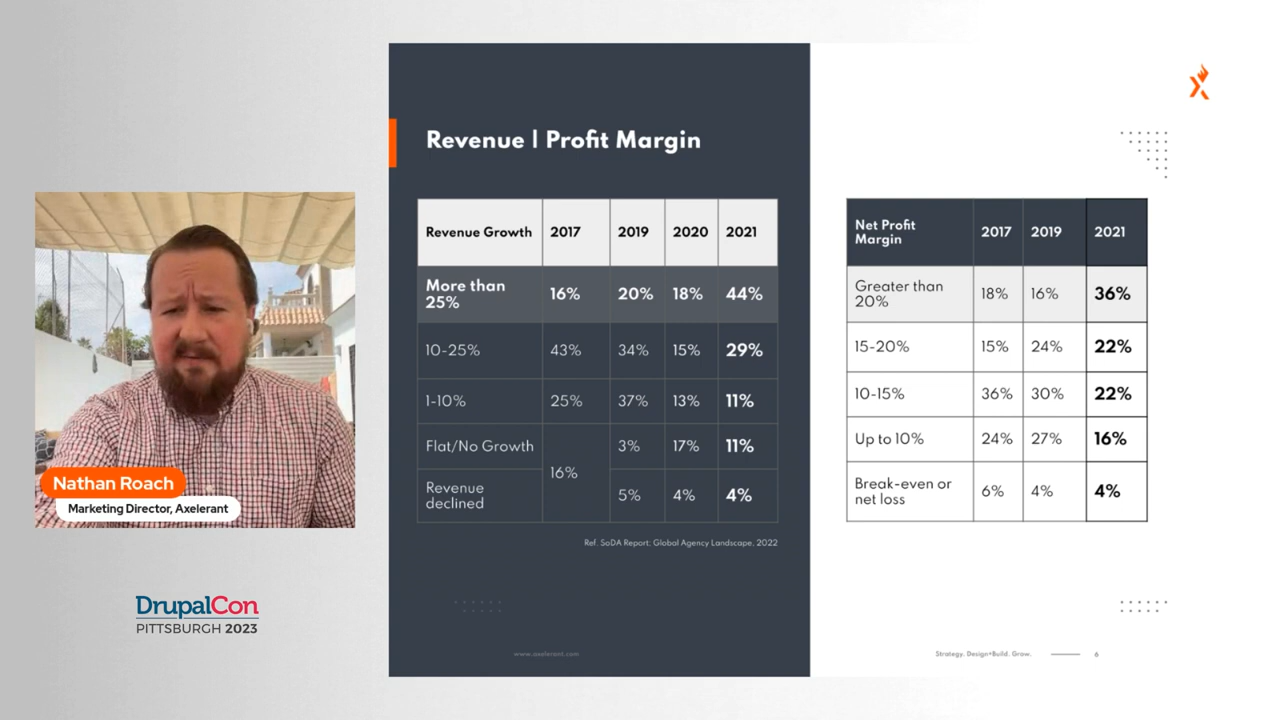 Revenue | Profit Margin
Revenue Growth 2017 2019 2020 2021
More than
25% 16% 20% 18% 44%
10-25% 43% 34% 15% 29%
1-10% 25% 37% 13% 11%
Flat/No Growth 3% 17% 11%
16%
Revenue
declined 5% 4% 4%
Ref. SoDA Report: Global Agency Landscape, 2022
www.axelerant.com
Net Profit
Margin 2017 2019 2021
Greater than
20% 18% 16% 36%
15-20% 15% 24% 22%
10-15% 36% 30% 22%
Up to 10% 24% 27% 16%
Break-even or
net loss 6% 4% 4%
Strategy. Design+Build. Grow. 6
Nathan Roach
Marketing Director, Axelerant
DrupalCon
PITTSBURGH 2023